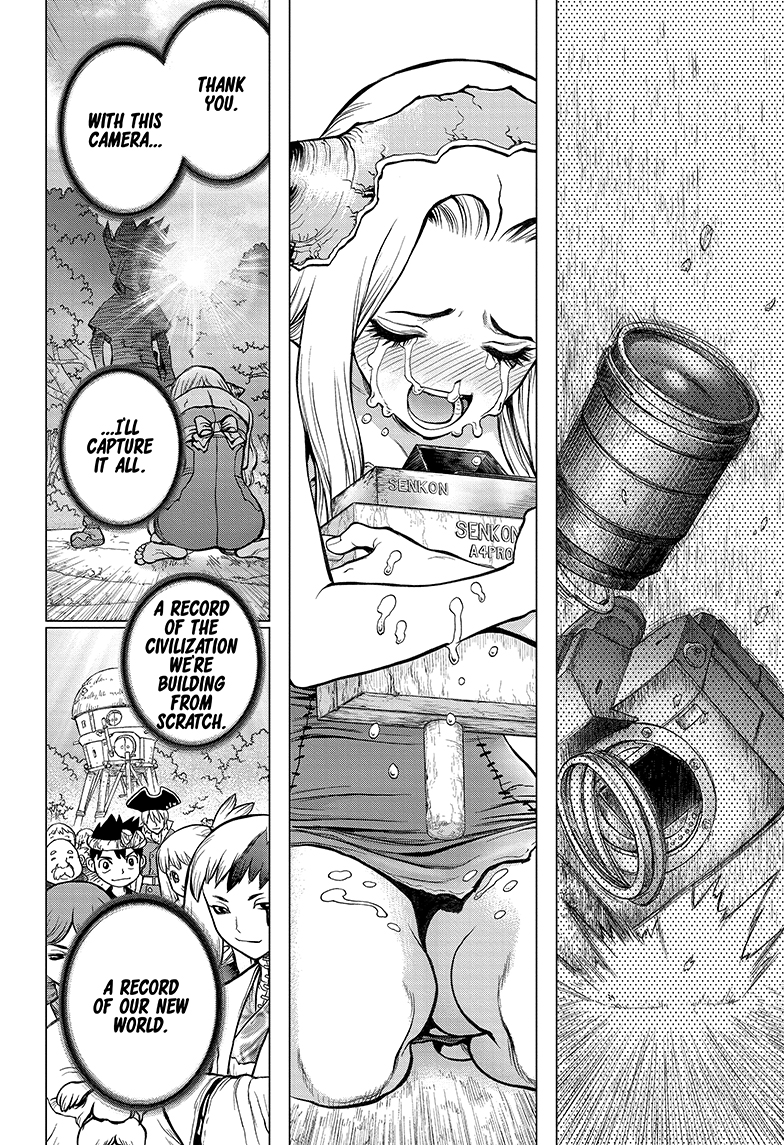 SENKON
SENKON
A4PRO
THANK
YOU.
WITH THIS
CAMERA...
...I'LL
CAPTURE
IT ALL.
A RECORD
OF THE
CIVILIZATION
WE'RE
BUILDING
FROM
SCRATCH.
A RECORD
OF OUR NEW
WORLD.